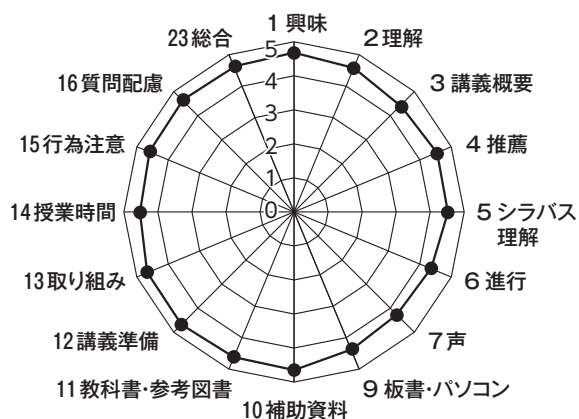 1 興味
2 理解
3 講義概要
4 推薦
5 シラバス
理解
6 進行
7 声
9 板書・パソコン
10 補助資料
11 教科書・参考図書
12 講義準備
13 取り組み
14 授業時間
15 行為注意
16 質問配慮
23 総合
5
4
3
2
1
0